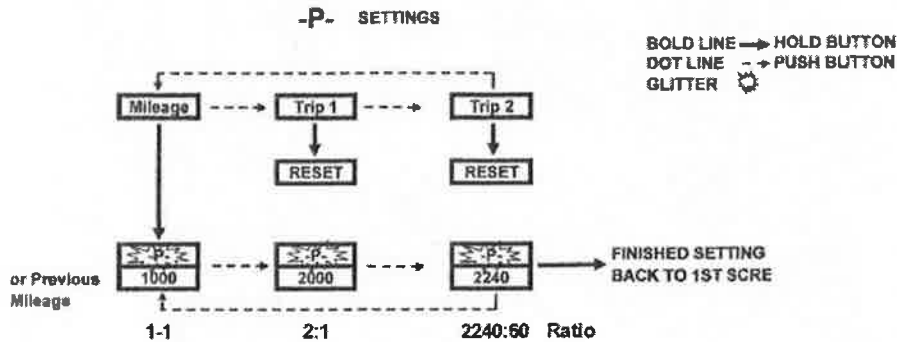 -P- SETTINGS
BOLD LINE HOLD BUTTON
DOT LINE PUSH BUTTON
GLITTER
Mileage Trip 1 Trip 2
RESET RESET
-P- -P- -P-
1000 2000 2240
FINISHED SETTING
BACK TO 1ST SCRE
or Previous
Mileage
1-1 2:1 2240:60 Ratio